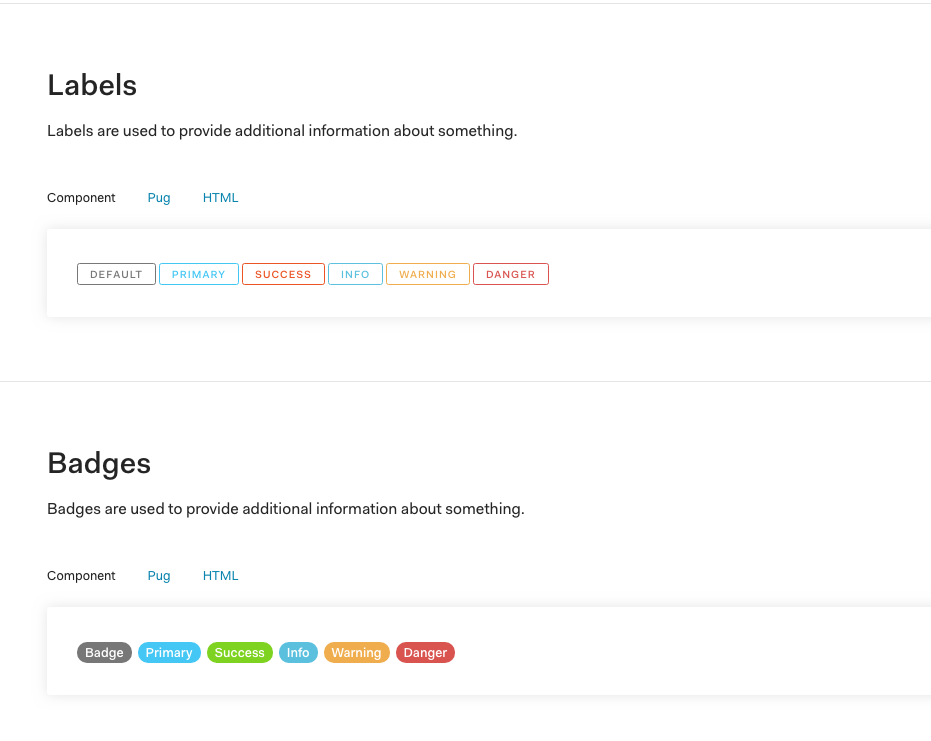 Labels
Labels are used to provide additional information about something.
Component Pug HTML
DEFAULT PRIMARY SUCCESS INFO WARNING DANGER
Badges
Badges are used to provide additional information about something.
Component Pug HTML
Badge Primary Success Info Warning Danger